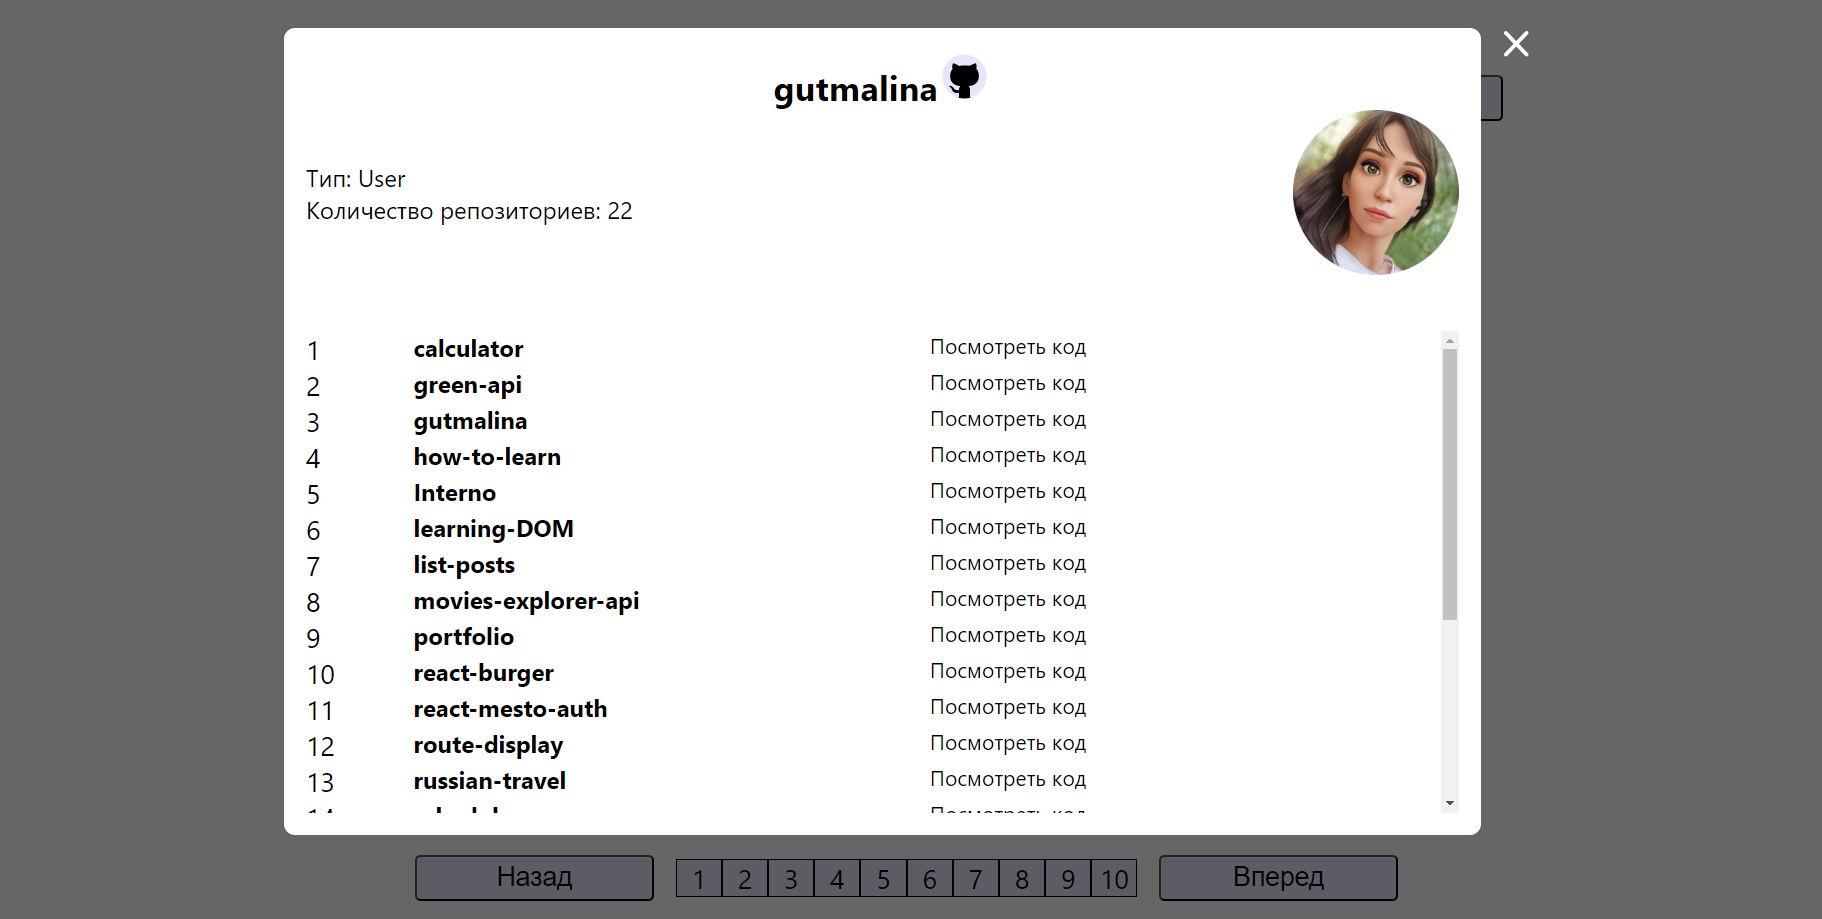 gutmalina
Тип: User
Количество репозиториев: 22
1 calculator Посмотреть код
2 green-api Посмотреть код
3 gutmalina Посмотреть код
4 how-to-learn Посмотреть код
5 Interno Посмотреть код
6 learning-DOM Посмотреть код
7 list-posts Посмотреть код
8 movies-explorer-api Посмотреть код
9 portfolio Посмотреть код
10 react-burger Посмотреть код
11 react-mesto-auth Посмотреть код
12 route-display Посмотреть код
13 russian-travel Посмотреть код
Назад 1 2 3 4 5 6 7 8 9 10 Вперед